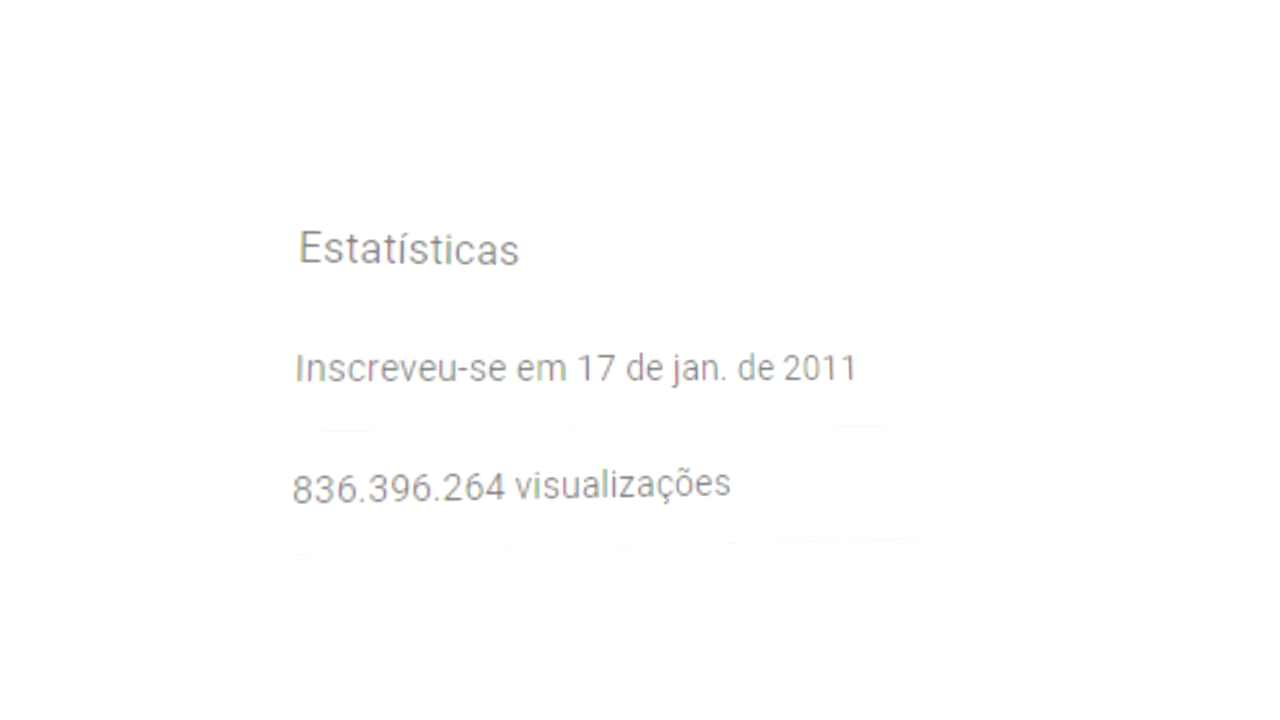 Estatísticas
Inscreveu-se em 17 de jan. de 2011
836.396.264 visualizações